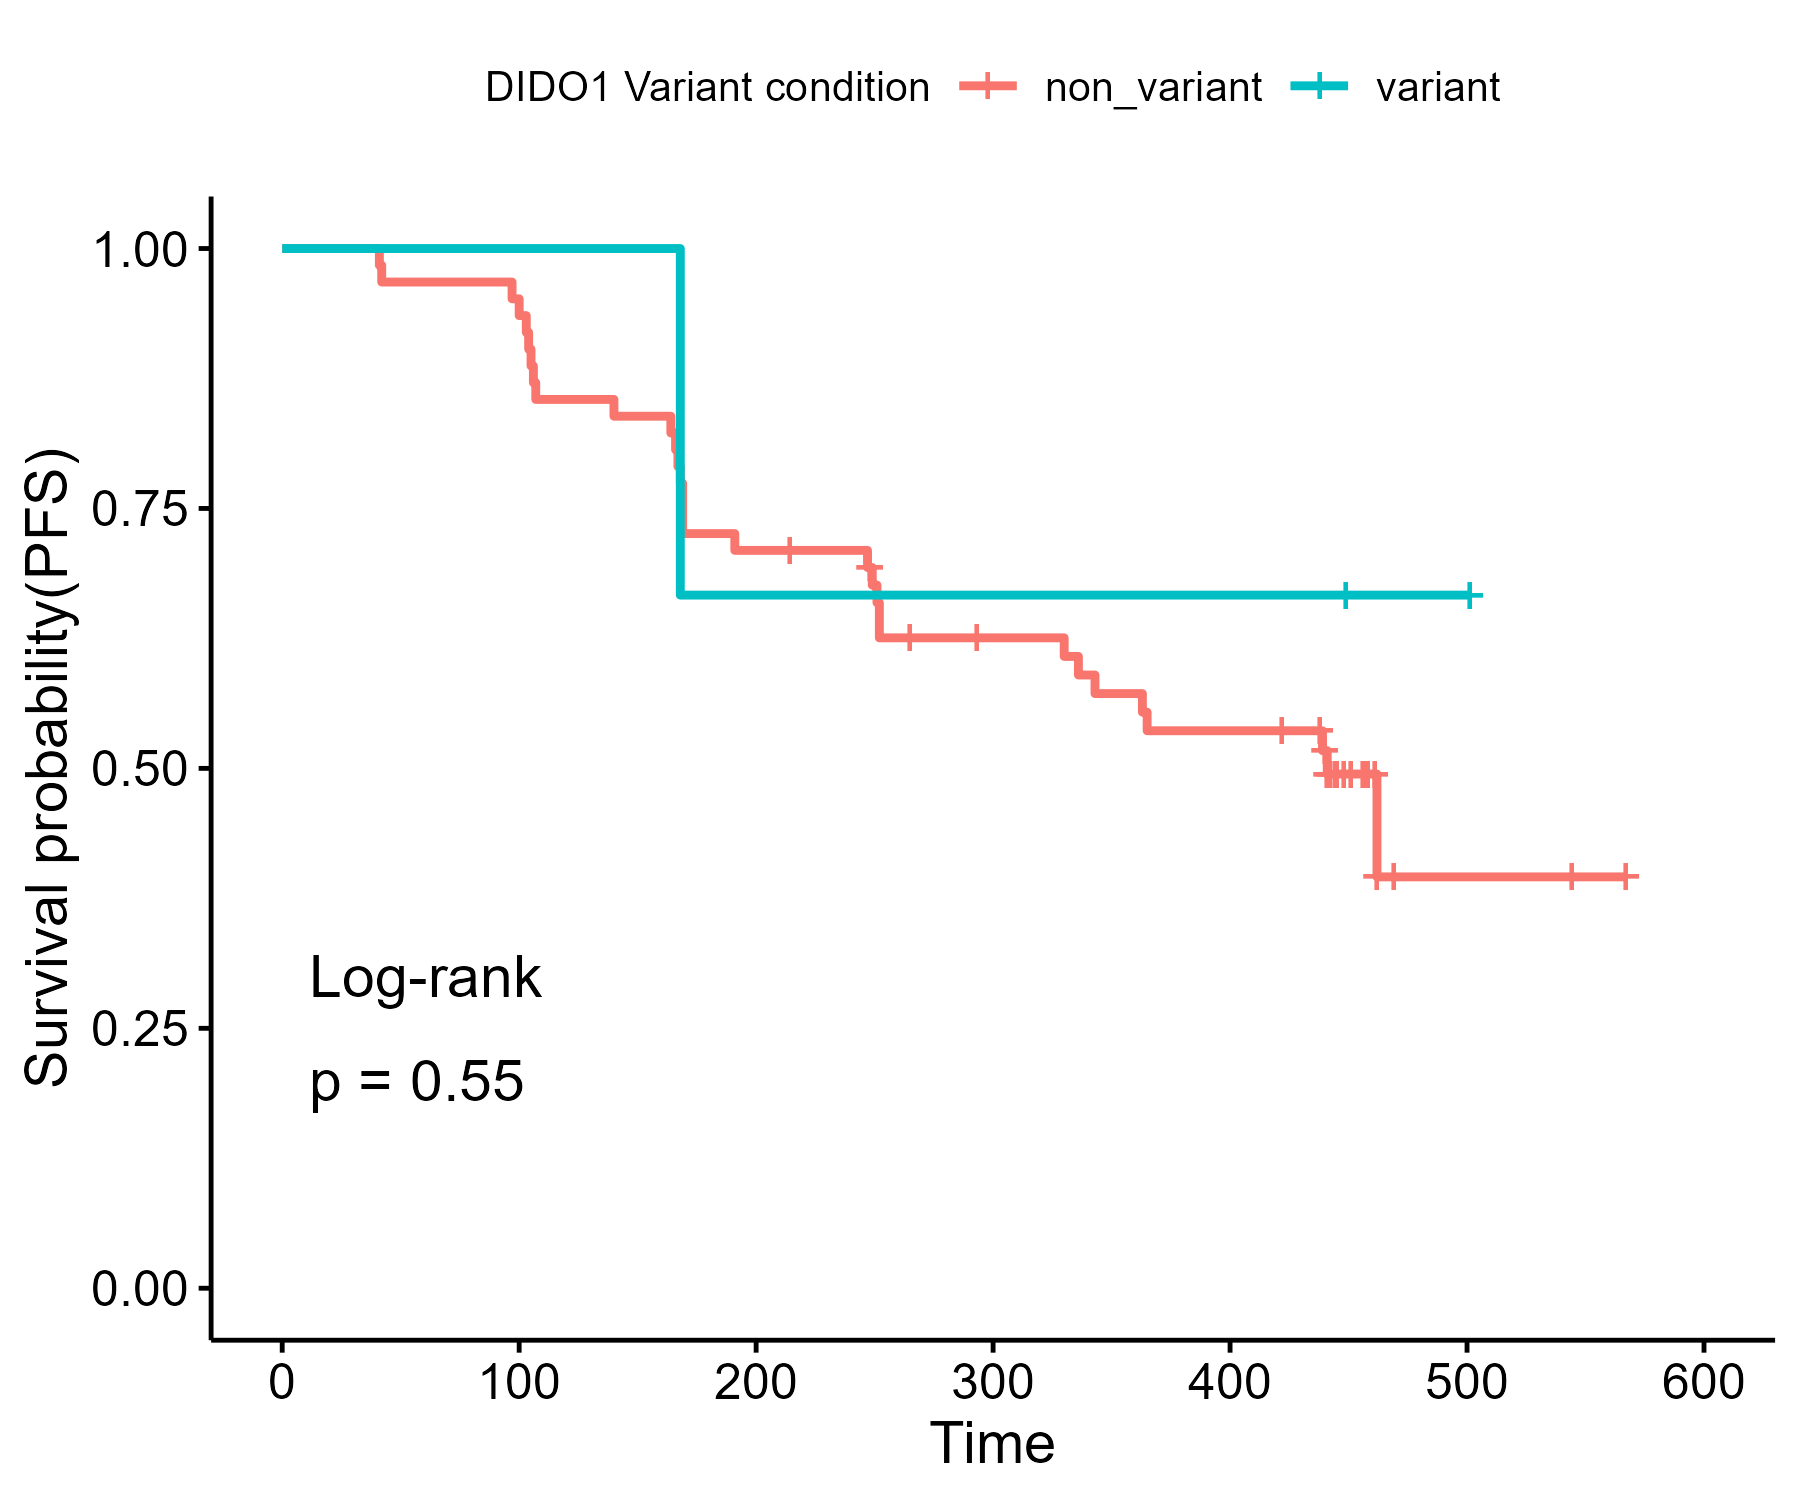 DIDO1 Variant condition non_variant variant
Survival probability(PFS)
1.00
0.75
0.50
0.25
0.00
Log-rank
p = 0.55
0 100 200 300 400 500 600
Time